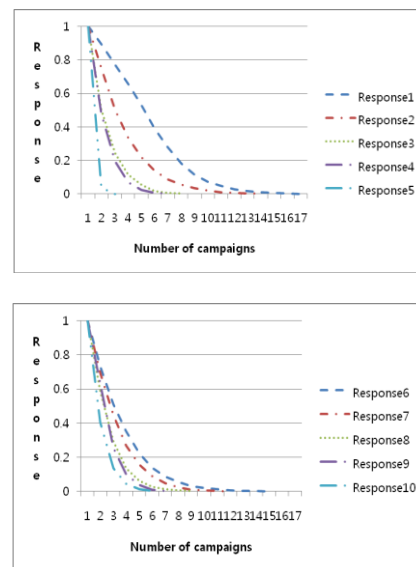 1
0.8
0.6
0.4
0.2
0
Response
1 2 3 4 5 6 7 8 9 1011121314151617
Number of campaigns
Response1
Response2
Response3
Response4
Response5
1
0.8
0.6
0.4
0.2
0
Response
1 2 3 4 5 6 7 8 9 1011121314151617
Number of campaigns
Response6
Response7
Response8
Response9
Response10